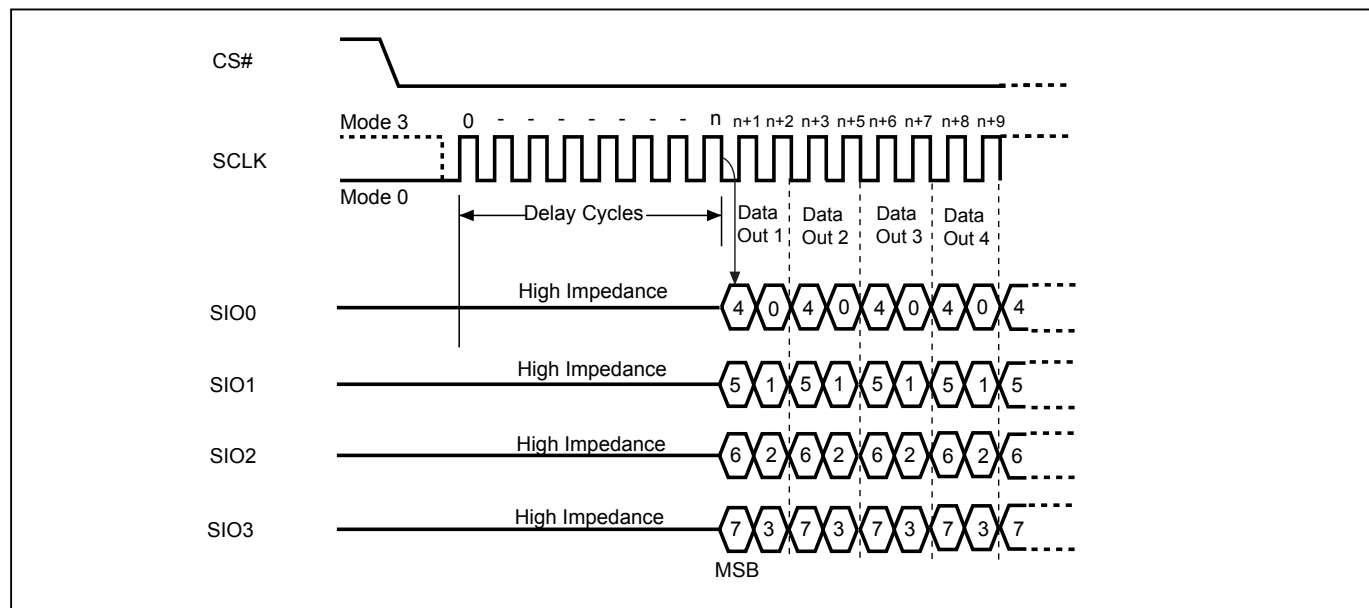 CS#
Mode 3
0 - - - - - - - n n+1 n+2 n+3 n+5 n+6 n+7 n+8 n+9
SCLK
Mode 0
Delay Cycles
Data Out 1
Data Out 2
Data Out 3
Data Out 4
High Impedance
SIO0
4 0 4 0 4 0 4 0 4
High Impedance
SIO1
5 1 5 1 5 1 5 1 5
High Impedance
SIO2
6 2 6 2 6 2 6 2 6
High Impedance
SIO3
7 3 7 3 7 3 7 3 7
MSB